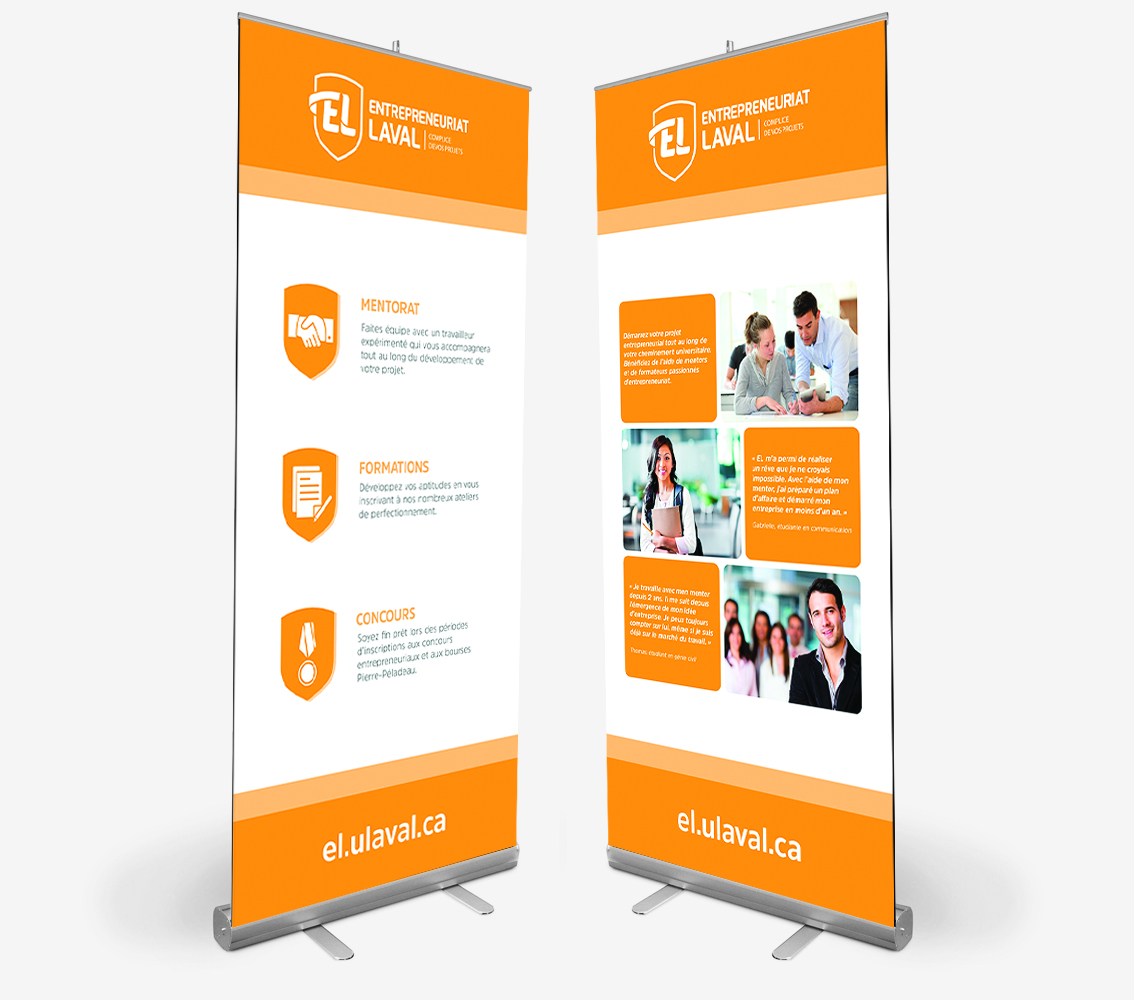 EL
ENTREPRENEURIAT
LAVAL
COMPLICE
DE VOS PROJETS
MENTORAT
Faites équipe avec un travailleur
expérimenté qui vous accompagnera
tout au long du développement de
votre projet.
FORMATIONS
Développez vos aptitudes en vous
inscrivant à nos nombreux ateliers
de perfectionnement.
CONCOURS
Soyez fin prêt lors des périodes
d'inscriptions aux concours
entrepreneuriaux et aux bourses
Pierre-Péladeau.
el.ulaval.ca
EL
ENTREPRENEURIAT
LAVAL
COMPLICE
DE VOS PROJETS
Démarrez votre projet
entrepreneurial tout au long de
votre cheminement universitaire.
Bénéficiez de l'aide de mentors
et de formateurs passionnés
d'entrepreneuriat.
« EL m'a permi de réaliser
un rêve que je ne croyais
impossible. Avec l'aide de mon
mentor, j'ai préparé un plan
d'affaire et démarré mon
entreprise en moins d'un an. »
Gabrielle, étudiante en communication
« Je travaille avec mon mentor
depuis 2 ans. Il me suit depuis
l'émergence de mon idée
d'entreprise. Je peux toujours
compter sur lui, même si je suis
déjà sur le marché du travail. »
Thomas, étudiant en génie civil
el.ulaval.ca